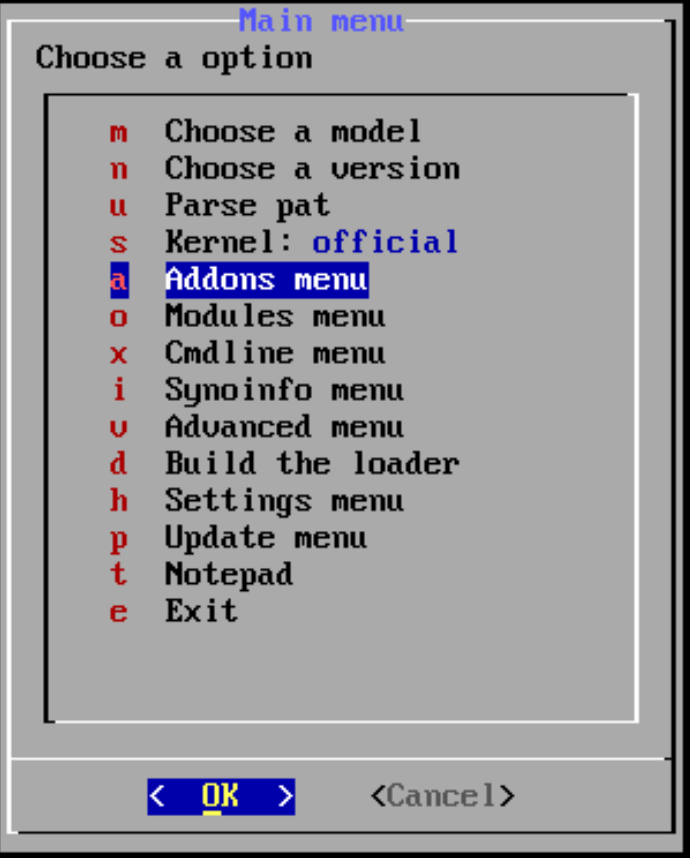 Main menu
Choose a option
m Choose a model
n Choose a version
u Parse pat
s Kernel: official
a Addons menu
o Modules menu
x Cmdline menu
i Synoinfo menu
v Advanced menu
d Build the loader
h Settings menu
p Update menu
t Notepad
e Exit
< OK > <Cancel>